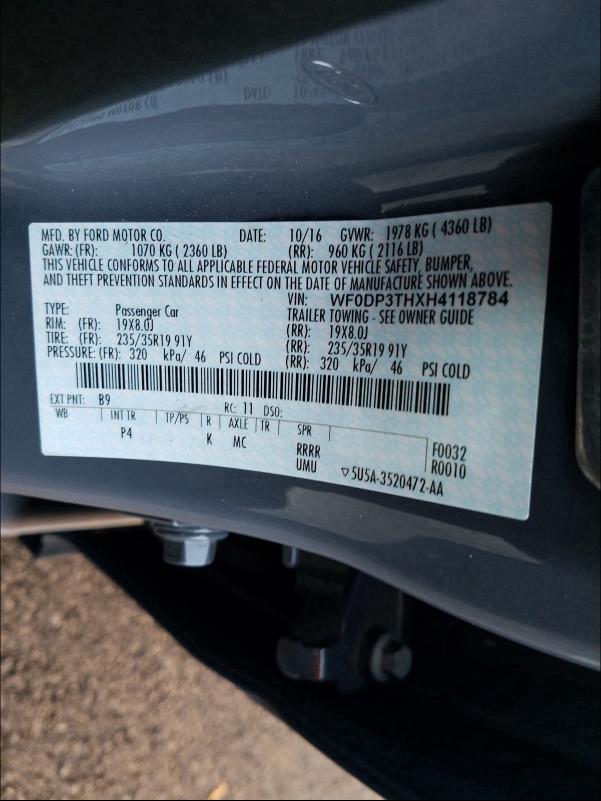 MFD. BY FORD MOTOR CO. DATE: 10/16 GVWR: 1978 KG ( 4360 LB)
GAWR: (FR): 1070 KG ( 2360 LB) (RR): 960 KG ( 2116 LB)
THIS VEHICLE CONFORMS TO ALL APPLICABLE FEDERAL MOTOR VEHICLE SAFETY, BUMPER,
AND THEFT PREVENTION STANDARDS IN EFFECT ON THE DATE OF MANUFACTURE SHOWN ABOVE.
VIN: WF0DP3THXH4118784
TYPE: Passenger Car TRAILER TOWING - SEE OWNER GUIDE
RIM: (FR): 19X8.0J (RR): 19X8.0J
TIRE: (FR): 235/35R19 91Y (RR): 235/35R19 91Y
PRESSURE: (FR): 320 kPa/ 46 PSI COLD (RR): 320 kPa/ 46 PSI COLD
EXT PNT: B9 RC: 11 DSO:
WB INT TR TP/PS R AXLE TR SPR
P4 K MC RRRR F0032
UMU ▽5U5A-3520472-AA R0010